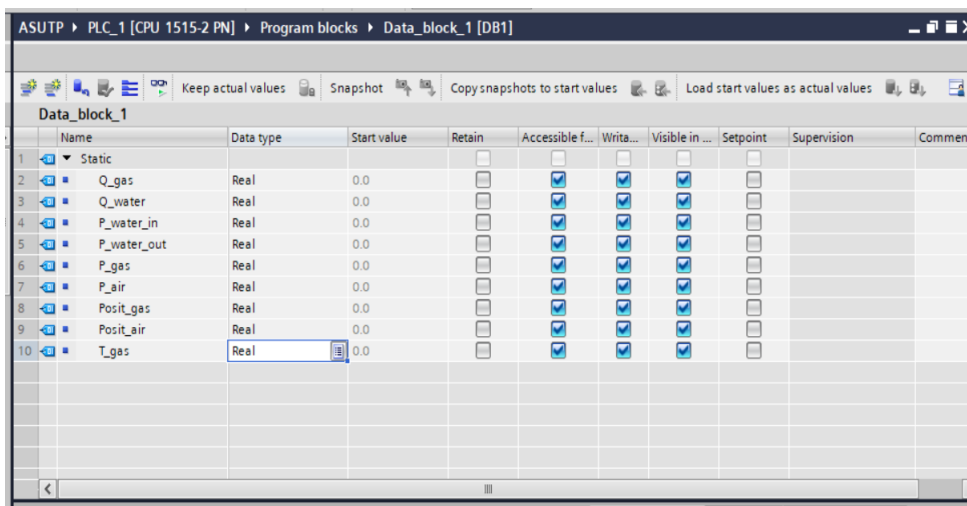 ASUTP ▸ PLC_1 [CPU 1515-2 PN] ▸ Program blocks ▸ Data_block_1 [DB1]
Keep actual values Snapshot Copy snapshots to start values Load start values as actual values
Data_block_1
Name Data type Start value Retain Accessible f... Writa... Visible in ... Setpoint Supervision Commen
1 Static
2 Q_gas Real 0.0
3 Q_water Real 0.0
4 P_water_in Real 0.0
5 P_water_out Real 0.0
6 P_gas Real 0.0
7 P_air Real 0.0
8 Posit_gas Real 0.0
9 Posit_air Real 0.0
10 T_gas Real 0.0